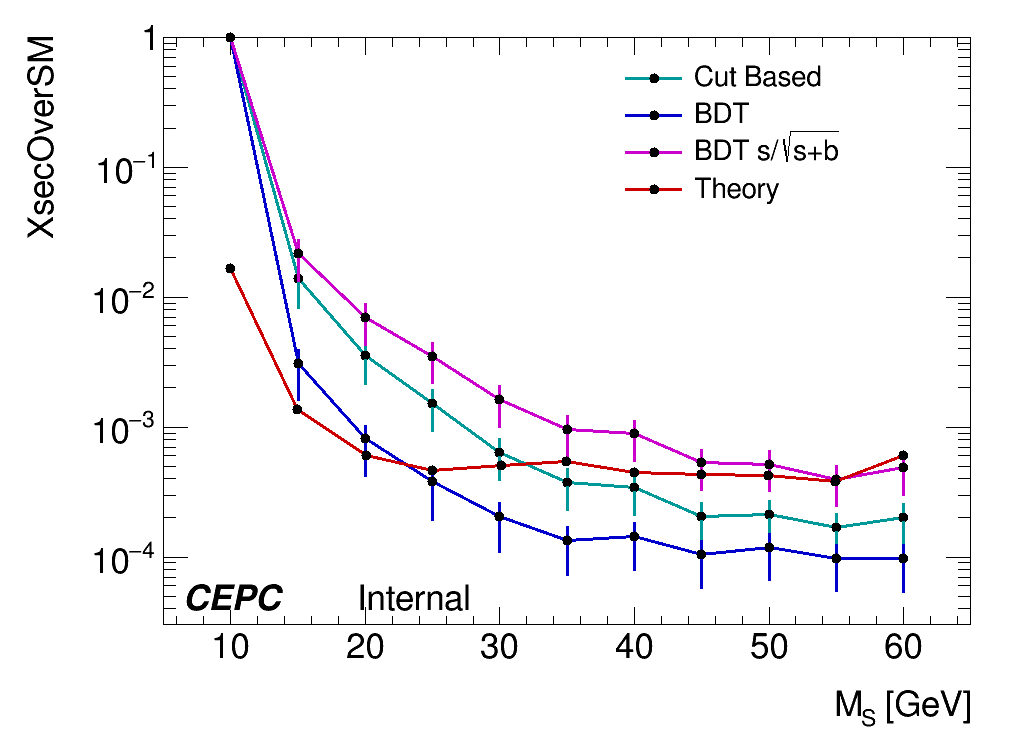 XsecOverSM
1
10⁻¹
10⁻²
10⁻³
10⁻⁴
Cut Based
BDT
BDT s/√s+b
Theory
CEPC Internal
10 20 30 40 50 60
M_S [GeV]